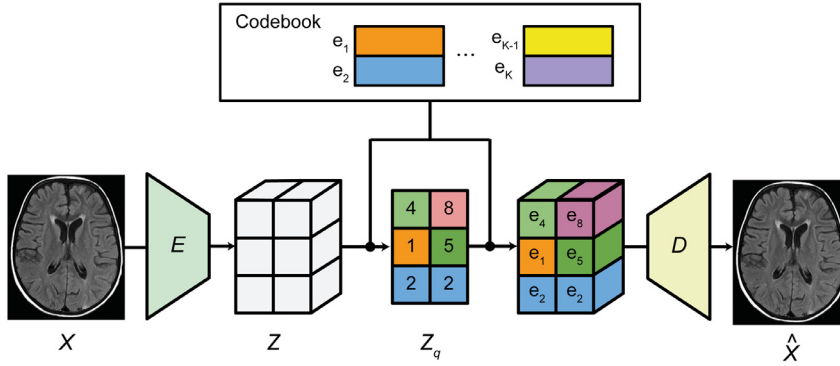 Codebook
e1 ... eK-1
e2 eK
E
4 8
1 5
2 2
e4 e8
e1 e5
e2 e2
D
X Z Zq X̂